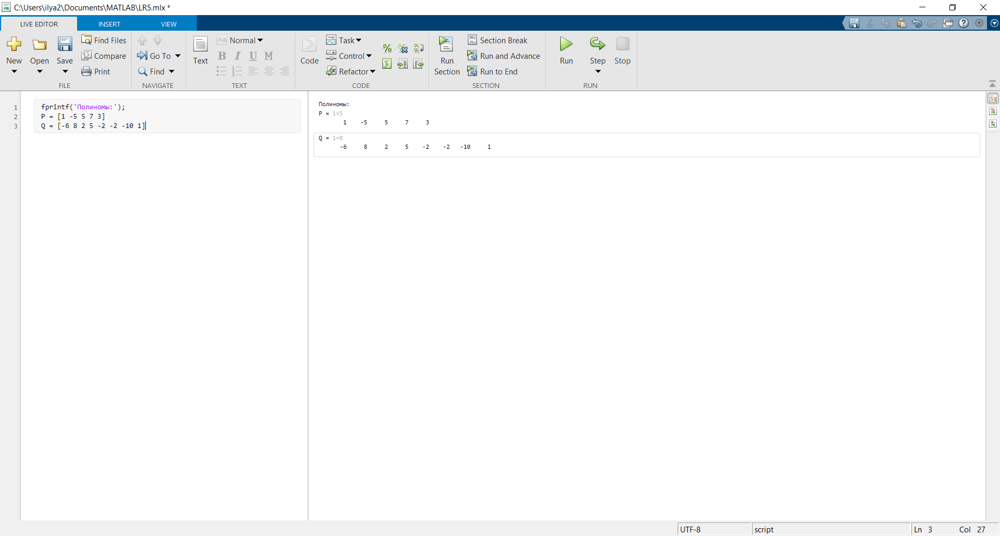 C:\Users\ilya2\Documents\MATLAB\LR5.mlx *
LIVE EDITOR INSERT VIEW
New
Open
Save
Find Files
Compare
Print
FILE
Go To
Find
NAVIGATE
Text
Aa Normal
B I U M
TEXT
Code
Task
Control
Refactor
CODE
Run Section
Section Break
Run and Advance
Run to End
SECTION
Run
Step
Stop
RUN
1 fprintf('Полиномы:');
2 P = [1 -5 5 7 3]
3 Q = [-6 8 2 5 -2 -2 -10 1]
Полиномы:
P = 1×5
1 -5 5 7 3
Q = 1×8
-6 8 2 5 -2 -2 -10 1
UTF-8 script Ln 3 Col 27